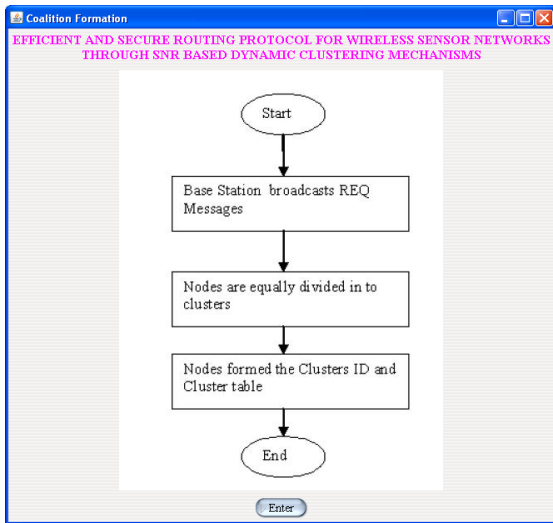 Coalition Formation
EFFICIENT AND SECURE ROUTING PROTOCOL FOR WIRELESS SENSOR NETWORKS
THROUGH SNR BASED DYNAMIC CLUSTERING MECHANISMS
Start
Base Station broadcasts REQ
Messages
Nodes are equally divided in to
clusters
Nodes formed the Clusters ID and
Cluster table
End
Enter